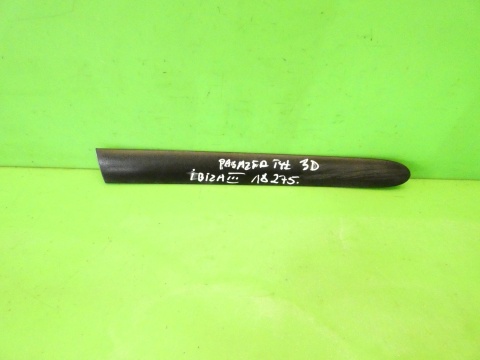 PASAZER TYŁ 3D
IBIZA III 18275.